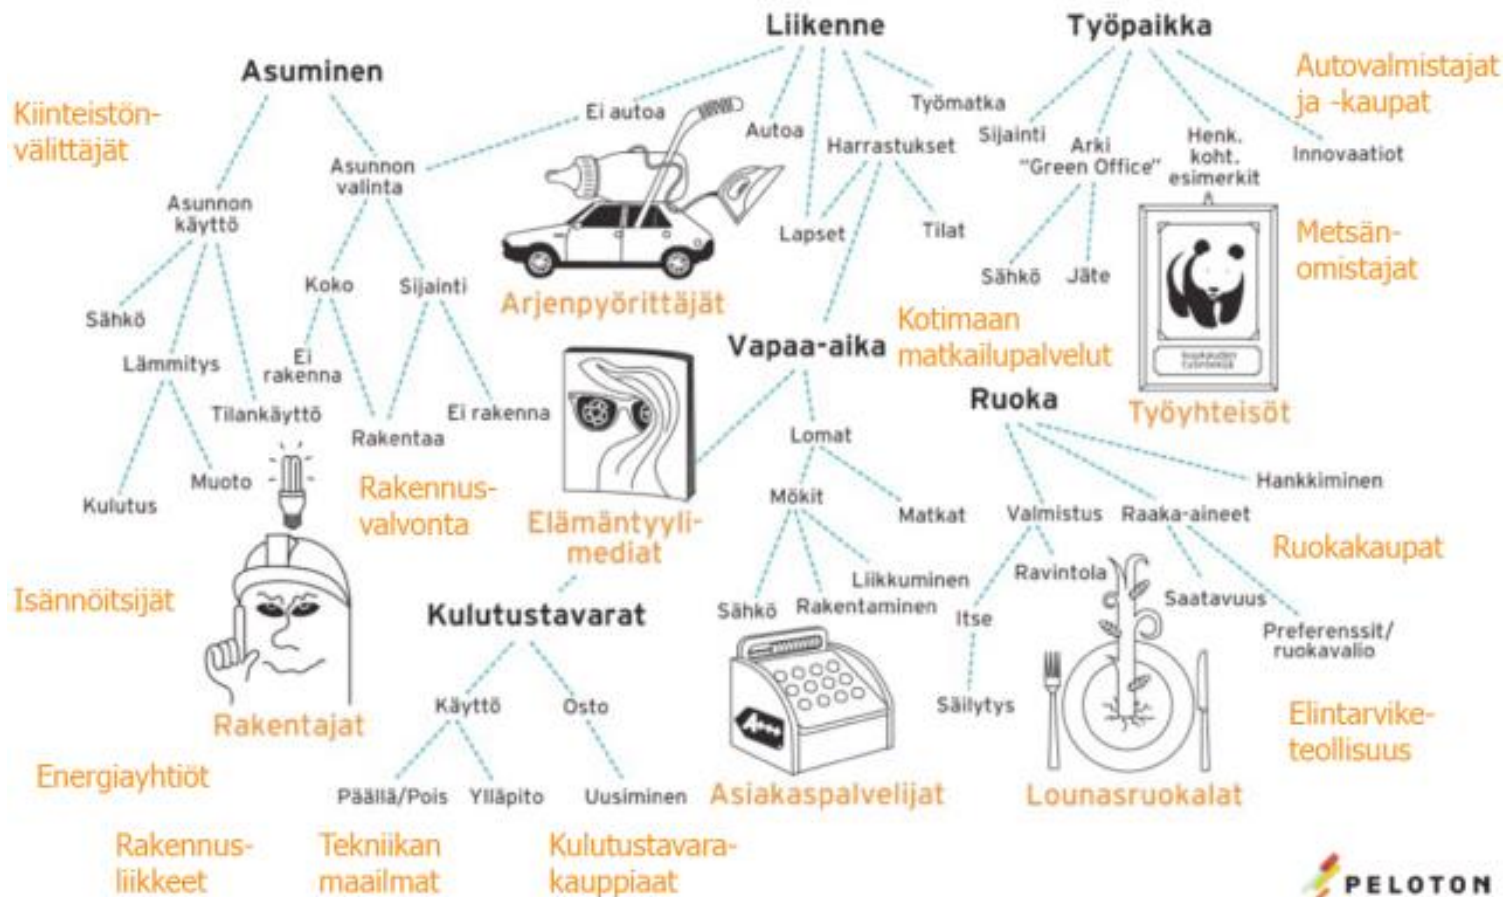 Liikenne
Työpaikka
Asuminen
Autovalmistajat
ja -kaupat
Kiinteistön-
välittäjät
Ei autoa
Autoa
Työmatka
Harrastukset
Sijainti
Arki
"Green Office"
Henk.
koht.
esimerkit
Innovaatiot
Asunnon
valinta
Asunnon
käyttö
Lapset
Tilat
Sähkö
Jäte
Metsän-
omistajat
Koko
Sijainti
Arjenpyörittäjät
Sähkö
Lämmitys
Ei
rakenna
Tilankäyttö
Rakentaa
Ei rakenna
Vapaa-aika
Kotimaan
matkailupalvelut
Ruoka
Työyhteisöt
Kulutus
Muoto
Rakennus-
valvonta
Elämäntyyli-
mediat
Lomat
Mökit
Matkat
Valmistus
Raaka-aineet
Hankkiminen
Ruokakaupat
Isännöitsijät
Kulutustavarat
Sähkö
Rakentaminen
Liikkuminen
Itse
Ravintola
Saatavuus
Preferenssit/
ruokavalio
Rakentajat
Käyttö
Osto
Säilytys
Elintarvike-
teollisuus
Energiayhtiöt
Päällä/Pois
Ylläpito
Uusiminen
Asiakaspalvelijat
Lounasruokalat
Rakennus-
liikkeet
Tekniikan
maailmat
Kulutustavara-
kauppiaat
PELOTON